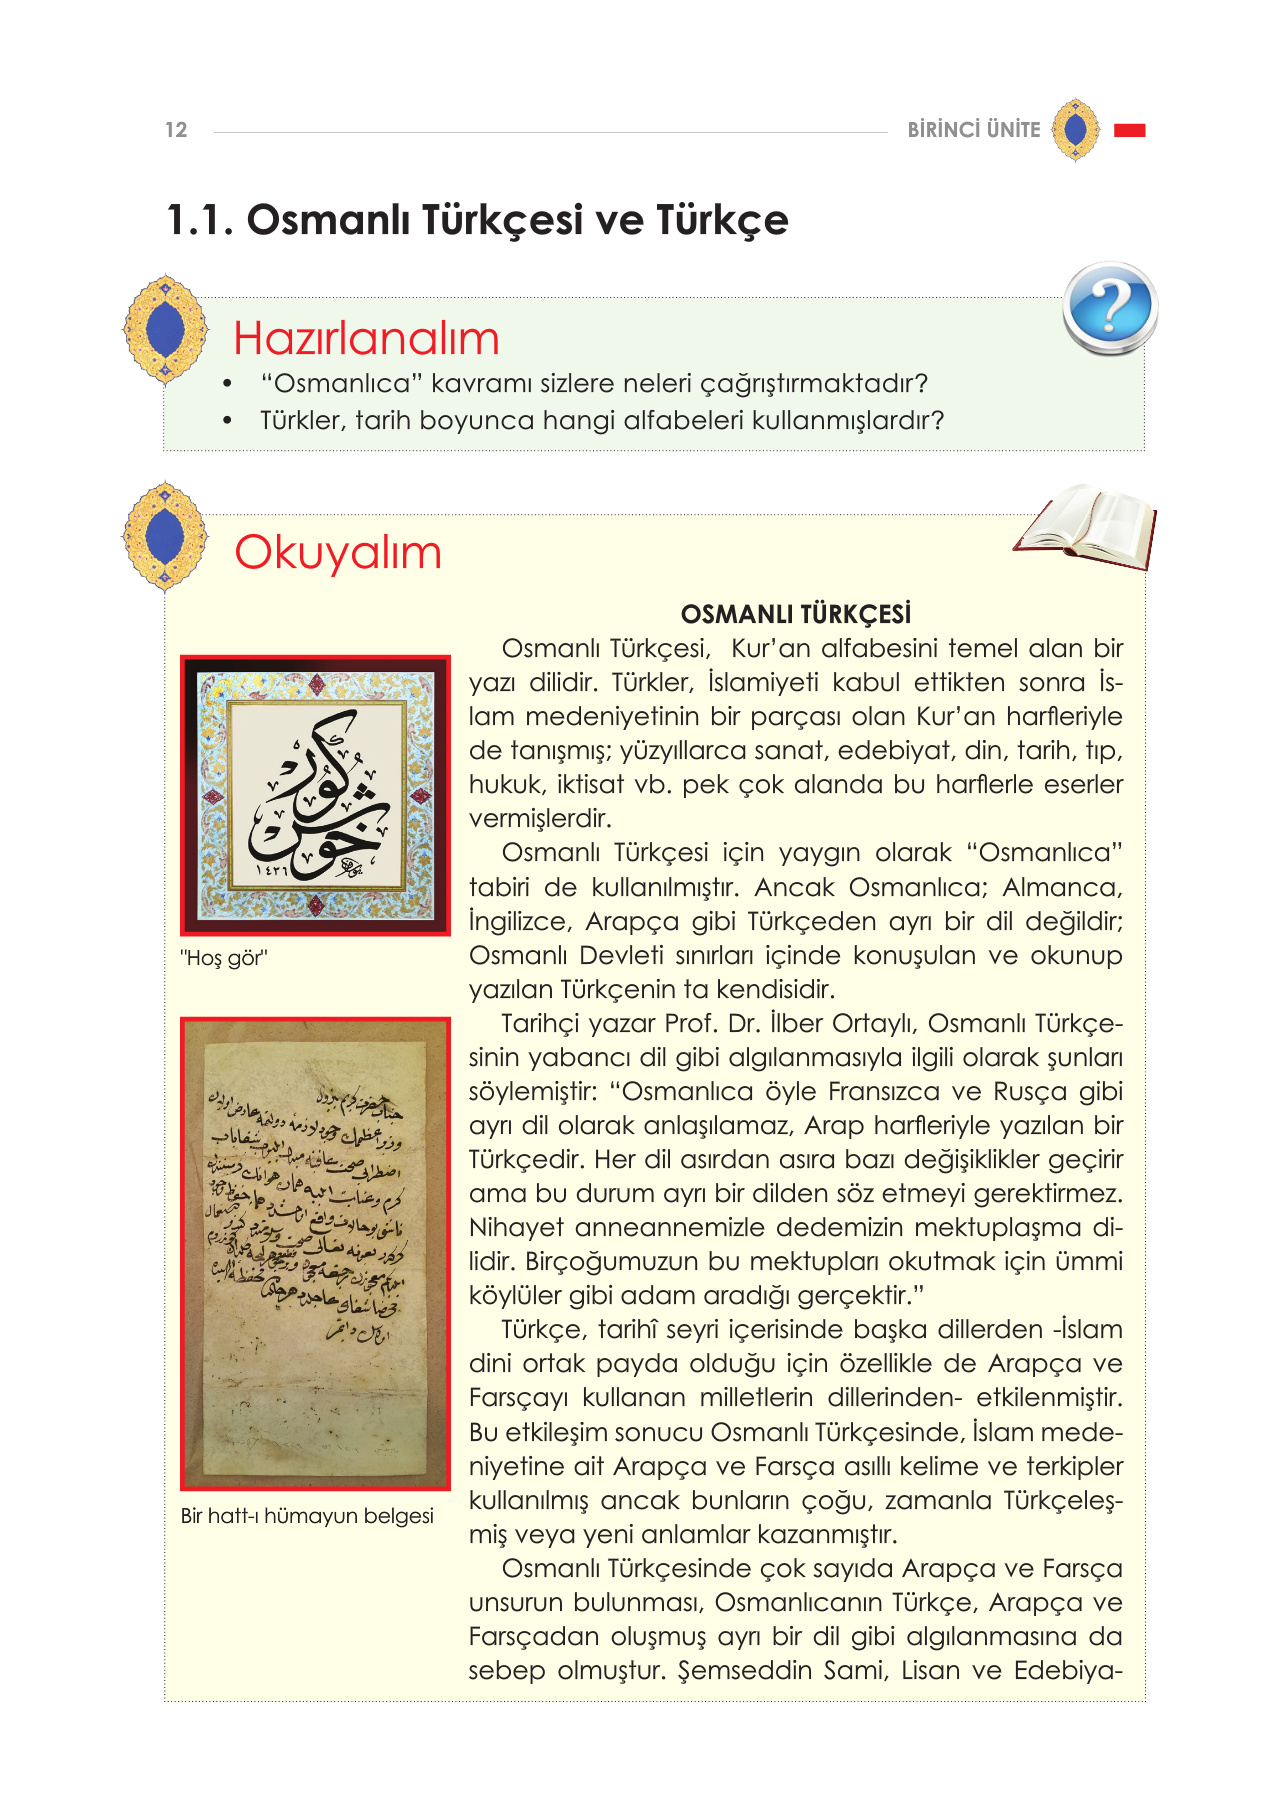 12
BİRİNCİ ÜNİTE
1.1. Osmanlı Türkçesi ve Türkçe
Hazırlanalım
• “Osmanlıca” kavramı sizlere neleri çağrıştırmaktadır?
• Türkler, tarih boyunca hangi alfabeleri kullanmışlardır?
Okuyalım
خوش گور
١٤٣٦
"Hoş gör"
Bir hatt-ı hümayun belgesi
OSMANLI TÜRKÇESİ
Osmanlı Türkçesi, Kur’an alfabesini temel alan bir
yazı dilidir. Türkler, İslamiyeti kabul ettikten sonra İs-
lam medeniyetinin bir parçası olan Kur’an harfleriyle
de tanışmış; yüzyıllarca sanat, edebiyat, din, tarih, tıp,
hukuk, iktisat vb. pek çok alanda bu harflerle eserler
vermişlerdir.
Osmanlı Türkçesi için yaygın olarak “Osmanlıca”
tabiri de kullanılmıştır. Ancak Osmanlıca; Almanca,
İngilizce, Arapça gibi Türkçeden ayrı bir dil değildir;
Osmanlı Devleti sınırları içinde konuşulan ve okunup
yazılan Türkçenin ta kendisidir.
Tarihçi yazar Prof. Dr. İlber Ortaylı, Osmanlı Türkçe-
sinin yabancı dil gibi algılanmasıyla ilgili olarak şunları
söylemiştir: “Osmanlıca öyle Fransızca ve Rusça gibi
ayrı dil olarak anlaşılamaz, Arap harfleriyle yazılan bir
Türkçedir. Her dil asırdan asıra bazı değişiklikler geçirir
ama bu durum ayrı bir dilden söz etmeyi gerektirmez.
Nihayet anneannemizle dedemizin mektuplaşma di-
lidir. Birçoğumuzun bu mektupları okutmak için ümmi
köylüler gibi adam aradığı gerçektir.”
Türkçe, tarihî seyri içerisinde başka dillerden -İslam
dini ortak payda olduğu için özellikle de Arapça ve
Farsçayı kullanan milletlerin dillerinden- etkilenmiştir.
Bu etkileşim sonucu Osmanlı Türkçesinde, İslam mede-
niyetine ait Arapça ve Farsça asıllı kelime ve terkipler
kullanılmış ancak bunların çoğu, zamanla Türkçeleş-
miş veya yeni anlamlar kazanmıştır.
Osmanlı Türkçesinde çok sayıda Arapça ve Farsça
unsurun bulunması, Osmanlıcanın Türkçe, Arapça ve
Farsçadan oluşmuş ayrı bir dil gibi algılanmasına da
sebep olmuştur. Şemseddin Sami, Lisan ve Edebiya-